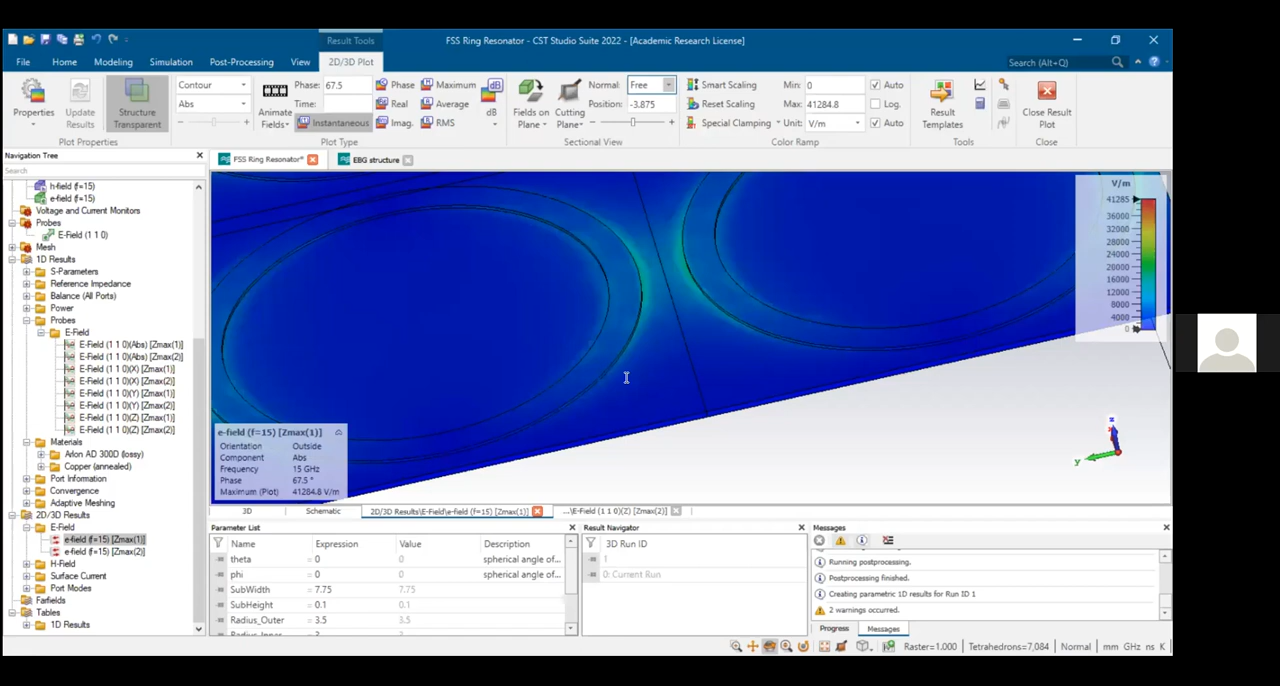 Result Tools
FSS Ring Resonator - CST Studio Suite 2022 - [Academic Research License]
File Home Modeling Simulation Post-Processing View 2D/3D Plot
Search (Alt+Q)
Properties
Update Results
Structure Transparent
Contour
Abs
Plot Properties
Animate Fields
Phase: 67.5
Time:
Instantaneous
Phase
Real
Imag.
Maximum
Average
RMS
dB
Plot Type
Fields on Plane
Cutting Plane
Normal: Free
Position: -3.875
Sectional View
Smart Scaling
Reset Scaling
Special Clamping
Min: 0
Max: 41284.8
Unit: V/m
Auto
Log.
Auto
Color Ramp
Result Templates
Tools
Close Result Plot
Close
Navigation Tree
Search
FSS Ring Resonator*
EBG structure
h-field (f=15)
e-field (f=15)
Voltage and Current Monitors
Probes
E-Field (1 1 0)
Mesh
1D Results
S-Parameters
Reference Impedance
Balance (All Ports)
Power
Probes
E-Field
E-Field (1 1 0)(Abs) [Zmax(1)]
E-Field (1 1 0)(Abs) [Zmax(2)]
E-Field (1 1 0)(X) [Zmax(1)]
E-Field (1 1 0)(X) [Zmax(2)]
E-Field (1 1 0)(Y) [Zmax(1)]
E-Field (1 1 0)(Y) [Zmax(2)]
E-Field (1 1 0)(Z) [Zmax(1)]
E-Field (1 1 0)(Z) [Zmax(2)]
Materials
Arlon AD 300D (lossy)
Copper (annealed)
Port Information
Convergence
Adaptive Meshing
2D/3D Results
E-Field
e-field (f=15) [Zmax(1)]
e-field (f=15) [Zmax(2)]
H-Field
Surface Current
Port Modes
Farfields
Tables
1D Results
V/m
41285
36000
32000
28000
24000
20000
16000
12000
8000
4000
0
z
y
e-field (f=15) [Zmax(1)]
Orientation Outside
Component Abs
Frequency 15 GHz
Phase 67.5 °
Maximum (Plot) 41284.8 V/m
3D Schematic 2D/3D Results\E-Field\e-field (f=15) [Zmax(1)] ...\E-Field (1 1 0)(Z) [Zmax(2)]
Parameter List
Name Expression Value Description
theta = 0 0 spherical angle of...
phi = 0 0 spherical angle of...
SubWidth = 7.75 7.75
SubHeight = 0.1 0.1
Radius_Outer = 3.5 3.5
Result Navigator
3D Run ID
1
0: Current Run
Messages
Running postprocessing.
Postprocessing finished.
Creating parametric 1D results for Run ID 1
2 warnings occurred.
Progress Messages
Raster=1.000 Tetrahedrons=7,084 Normal mm GHz ns K